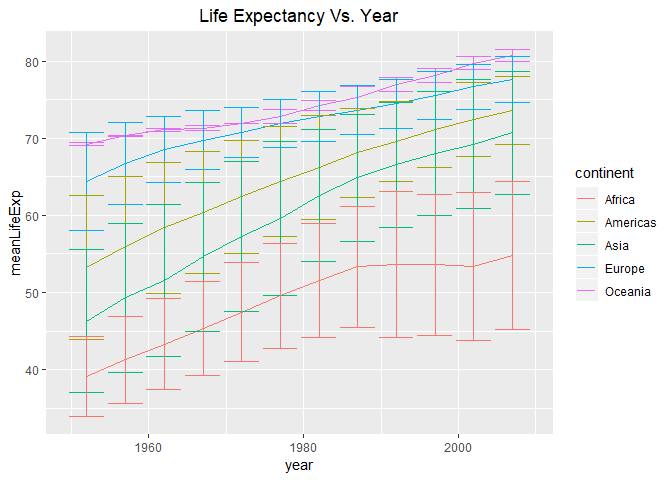 Life Expectancy Vs. Year
80
70
60
50
40
meanLifeExp
1960
1980
2000
year
continent
Africa
Americas
Asia
Europe
Oceania